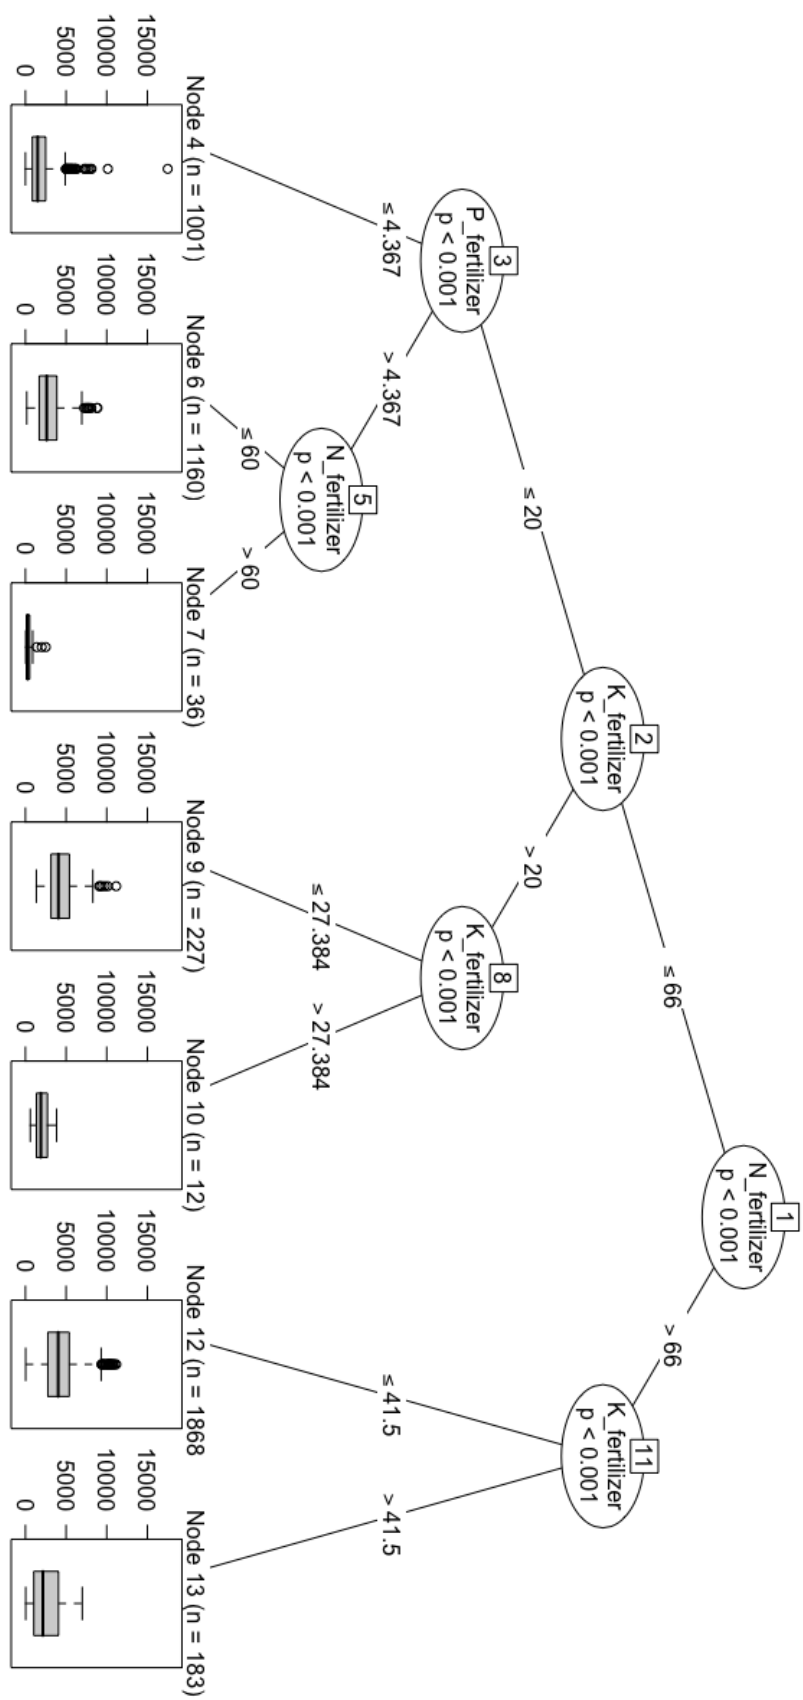 1
N_fertilizer
p < 0.001
≤ 66
> 66
2
K_fertilizer
p < 0.001
≤ 20
> 20
3
P_fertilizer
p < 0.001
≤ 4.367
> 4.367
5
N_fertilizer
p < 0.001
≤ 60
> 60
8
K_fertilizer
p < 0.001
≤ 27.384
> 27.384
11
K_fertilizer
p < 0.001
≤ 41.5
> 41.5
Node 4 (n = 1001)
15000
10000
5000
0
Node 6 (n = 1160)
15000
10000
5000
0
Node 7 (n = 36)
15000
10000
5000
0
Node 9 (n = 227)
15000
10000
5000
0
Node 10 (n = 12)
15000
10000
5000
0
Node 12 (n = 1868
15000
10000
5000
0
Node 13 (n = 183)
15000
10000
5000
0